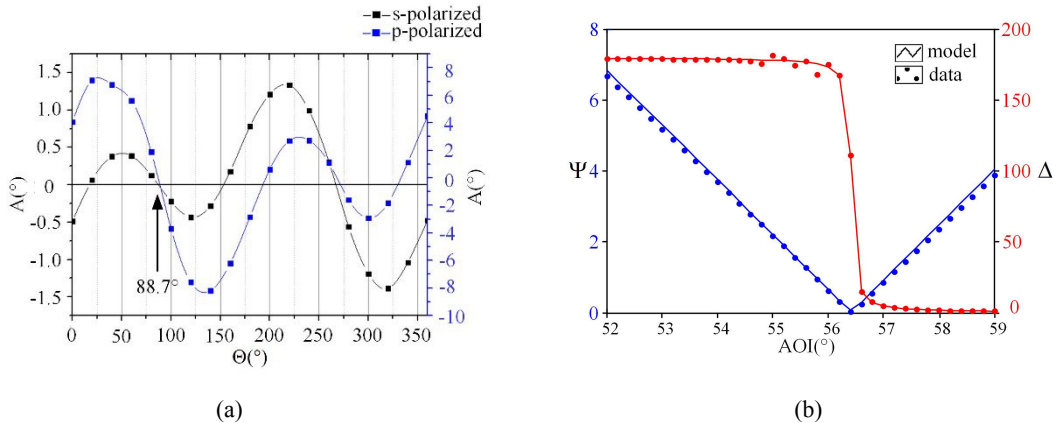 s-polarized
p-polarized
1.5
1.0
0.5
0
-0.5
-1.0
-1.5
A(°)
8
6
4
2
0
-2
-4
-6
-8
-10
A(°)
88.7°
0 50 100 150 200 250 300 350
Θ(°)
(a)
8
6
4
2
0
Ψ
model
data
200
150
100
50
0
Δ
52 53 54 55 56 57 58 59
AOI(°)
(b)